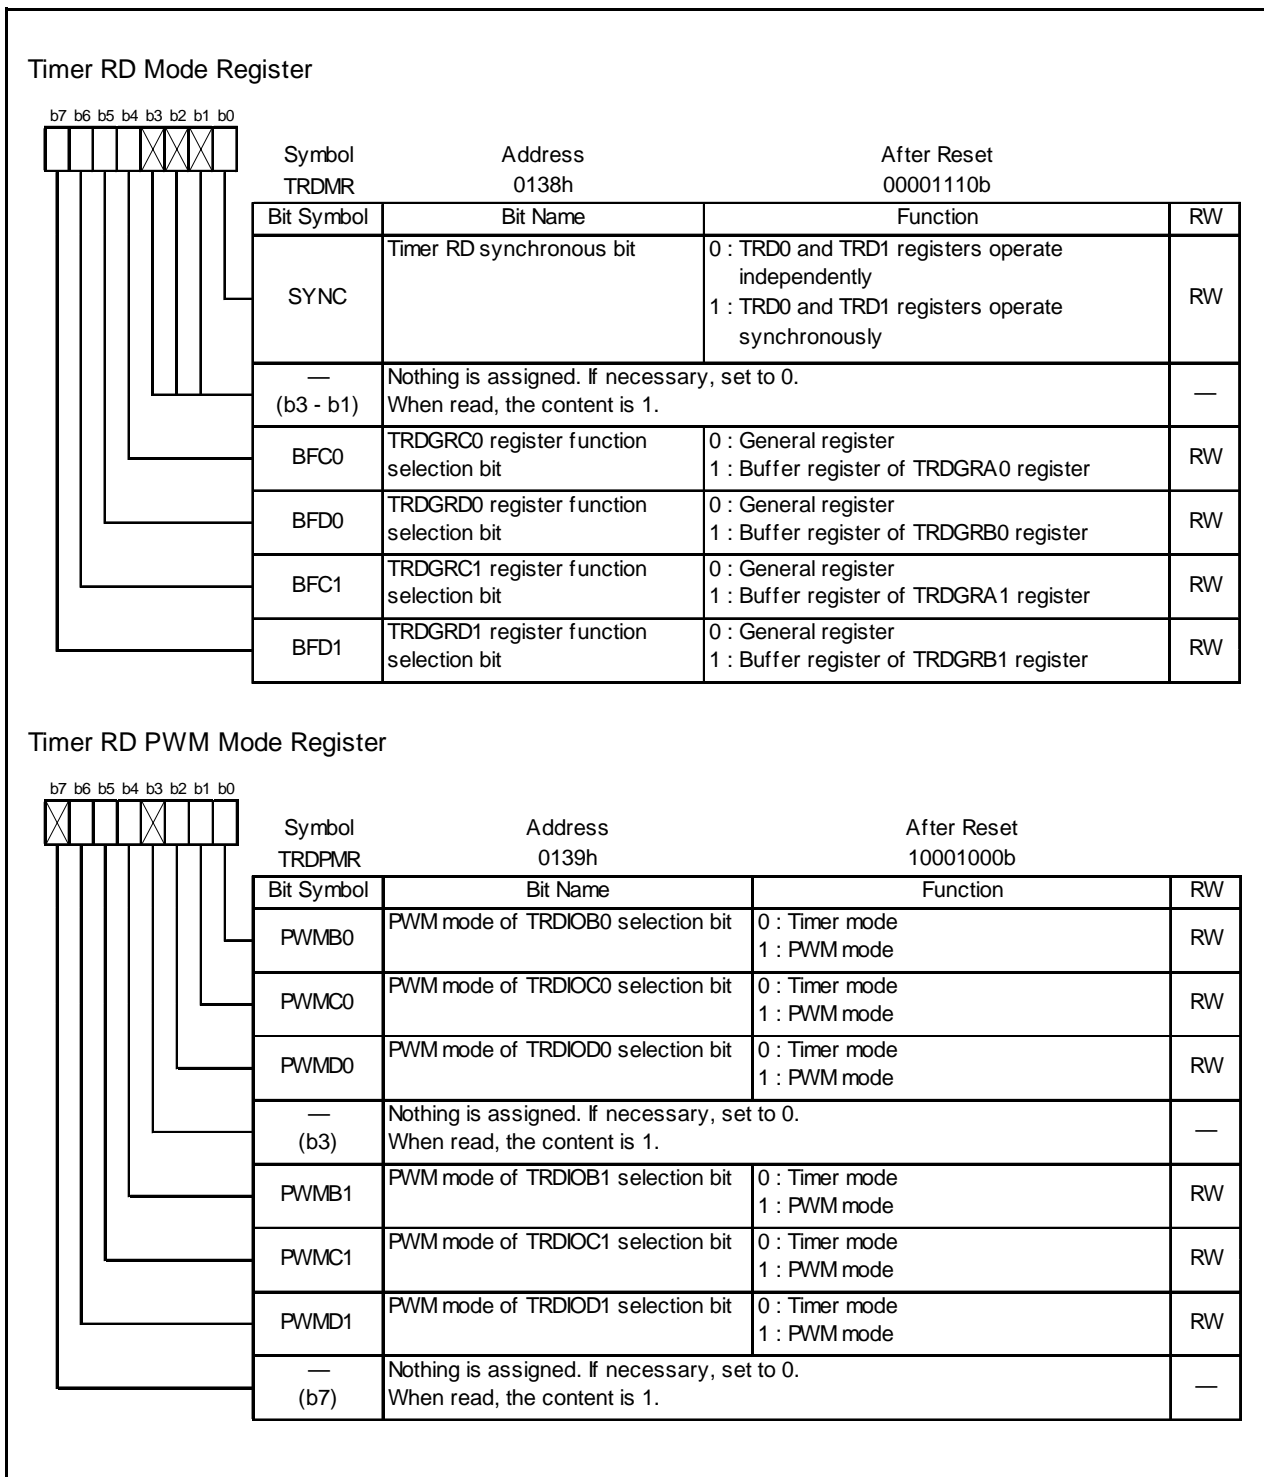 Timer RD Mode Register
b7 b6 b5 b4 b3 b2 b1 b0
Symbol Address After Reset
TRDMR 0138h 00001110b
Bit Symbol Bit Name Function RW
SYNC Timer RD synchronous bit 0 : TRD0 and TRD1 registers operate
independently
1 : TRD0 and TRD1 registers operate
synchronously RW
— Nothing is assigned. If necessary, set to 0.
(b3 - b1) When read, the content is 1. —
BFC0 TRDGRC0 register function 0 : General register
selection bit 1 : Buffer register of TRDGRA0 register RW
BFD0 TRDGRD0 register function 0 : General register
selection bit 1 : Buffer register of TRDGRB0 register RW
BFC1 TRDGRC1 register function 0 : General register
selection bit 1 : Buffer register of TRDGRA1 register RW
BFD1 TRDGRD1 register function 0 : General register
selection bit 1 : Buffer register of TRDGRB1 register RW
Timer RD PWM Mode Register
b7 b6 b5 b4 b3 b2 b1 b0
Symbol Address After Reset
TRDPMR 0139h 10001000b
Bit Symbol Bit Name Function RW
PWMB0 PWM mode of TRDIOB0 selection bit 0 : Timer mode
1 : PWM mode RW
PWMC0 PWM mode of TRDIOC0 selection bit 0 : Timer mode
1 : PWM mode RW
PWMD0 PWM mode of TRDIOD0 selection bit 0 : Timer mode
1 : PWM mode RW
— Nothing is assigned. If necessary, set to 0.
(b3) When read, the content is 1. —
PWMB1 PWM mode of TRDIOB1 selection bit 0 : Timer mode
1 : PWM mode RW
PWMC1 PWM mode of TRDIOC1 selection bit 0 : Timer mode
1 : PWM mode RW
PWMD1 PWM mode of TRDIOD1 selection bit 0 : Timer mode
1 : PWM mode RW
— Nothing is assigned. If necessary, set to 0.
(b7) When read, the content is 1. —